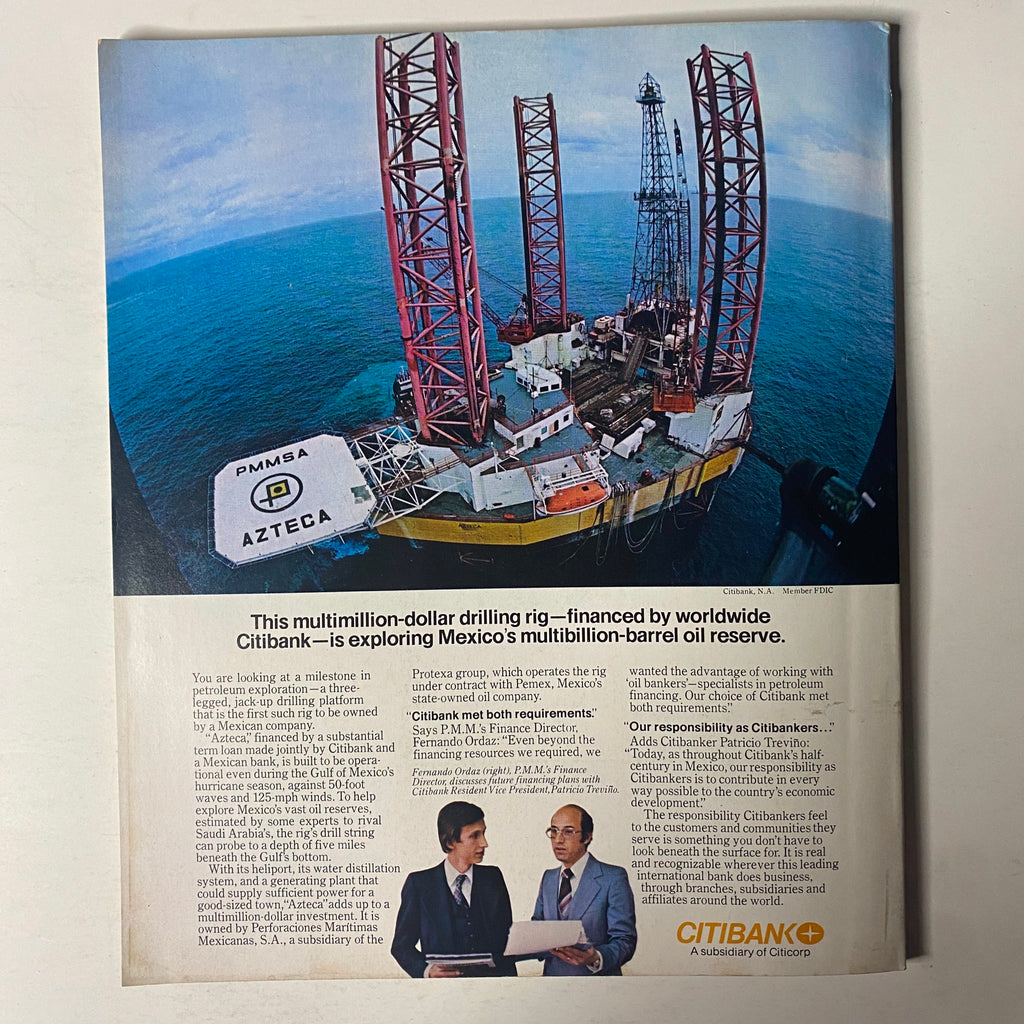 PMMSA
AZTECA
AZTECA
Citibank, N.A. Member FDIC
This multimillion-dollar drilling rig—financed by worldwide
Citibank—is exploring Mexico's multibillion-barrel oil reserve.
You are looking at a milestone in
petroleum exploration—a three-
legged, jack-up drilling platform
that is the first such rig to be owned
by a Mexican company.
"Azteca," financed by a substantial
term loan made jointly by Citibank and
a Mexican bank, is built to be opera-
tional even during the Gulf of Mexico's
hurricane season, against 50-foot
waves and 125-mph winds. To help
explore Mexico's vast oil reserves,
estimated by some experts to rival
Saudi Arabia's, the rig's drill string
can probe to a depth of five miles
beneath the Gulf's bottom.
With its heliport, its water distillation
system, and a generating plant that
could supply sufficient power for a
good-sized town, "Azteca" adds up to a
multimillion-dollar investment. It is
owned by Perforaciones Marítimas
Mexicanas, S.A., a subsidiary of the
Protexa group, which operates the rig
under contract with Pemex, Mexico's
state-owned oil company.
"Citibank met both requirements."
Says P.M.M.'s Finance Director,
Fernando Ordaz: "Even beyond the
financing resources we required, we
Fernando Ordaz (right), P.M.M.'s Finance
Director, discusses future financing plans with
Citibank Resident Vice President, Patricio Treviño.
wanted the advantage of working with
'oil bankers'—specialists in petroleum
financing. Our choice of Citibank met
both requirements."
"Our responsibility as Citibankers..."
Adds Citibanker Patricio Treviño:
"Today, as throughout Citibank's half-
century in Mexico, our responsibility as
Citibankers is to contribute in every
way possible to the country's economic
development."
The responsibility Citibankers feel
to the customers and communities they
serve is something you don't have to
look beneath the surface for. It is real
and recognizable wherever this leading
international bank does business,
through branches, subsidiaries and
affiliates around the world.
CITIBANK
A subsidiary of Citicorp